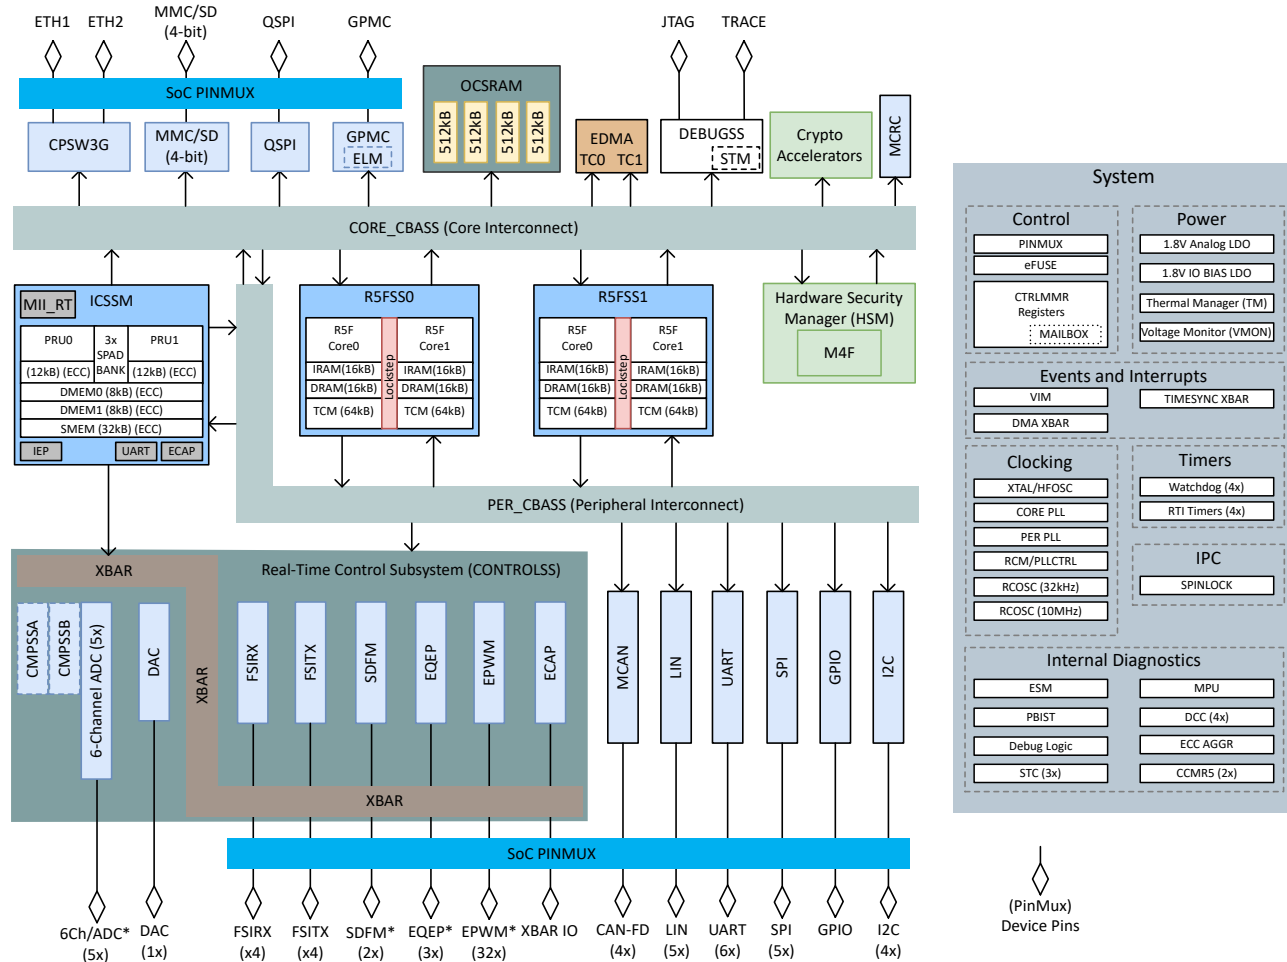 ETH1
ETH2
MMC/SD
(4-bit)
QSPI
GPMC
JTAG
TRACE
SoC PINMUX
CPSW3G
MMC/SD
(4-bit)
QSPI
GPMC
ELM
OCSRAM
512kB
512kB
512kB
512kB
EDMA
TC0 TC1
DEBUGSS
STM
Crypto
Accelerators
MCRC
CORE_CBASS (Core Interconnect)
ICSSM
MII_RT
PRU0
3x
SPAD
BANK
PRU1
(12kB) (ECC)
(12kB) (ECC)
DMEM0 (8kB) (ECC)
DMEM1 (8kB) (ECC)
SMEM (32kB) (ECC)
IEP
UART
ECAP
R5FSS0
R5F
Core0
R5F
Core1
Lockstep
IRAM(16kB)
IRAM(16kB)
DRAM(16kB)
DRAM(16kB)
TCM (64kB)
TCM (64kB)
R5FSS1
R5F
Core0
R5F
Core1
Lockstep
IRAM(16kB)
IRAM(16kB)
DRAM(16kB)
DRAM(16kB)
TCM (64kB)
TCM (64kB)
Hardware Security
Manager (HSM)
M4F
PER_CBASS (Peripheral Interconnect)
XBAR
Real-Time Control Subsystem (CONTROLSS)
CMPSSA
CMPSSB
6-Channel ADC (5x)
DAC
XBAR
FSIRX
FSITX
SDFM
EQEP
EPWM
ECAP
XBAR
MCAN
LIN
UART
SPI
GPIO
I2C
SoC PINMUX
6Ch/ADC*
(5x)
DAC
(1x)
FSIRX
(x4)
FSITX
(x4)
SDFM*
(2x)
EQEP*
(3x)
EPWM*
(32x)
XBAR IO
CAN-FD
(4x)
LIN
(5x)
UART
(6x)
SPI
(5x)
GPIO
I2C
(4x)
System
Control
PINMUX
eFUSE
CTRLMMR
Registers
MAILBOX
Power
1.8V Analog LDO
1.8V IO BIAS LDO
Thermal Manager (TM)
Voltage Monitor (VMON)
Events and Interrupts
VIM
TIMESYNC XBAR
DMA XBAR
Clocking
XTAL/HFOSC
CORE PLL
PER PLL
RCM/PLLCTRL
RCOSC (32kHz)
RCOSC (10MHz)
Timers
Watchdog (4x)
RTI Timers (4x)
IPC
SPINLOCK
Internal Diagnostics
ESM
MPU
PBIST
DCC (4x)
Debug Logic
ECC AGGR
STC (3x)
CCMR5 (2x)
(PinMux)
Device Pins